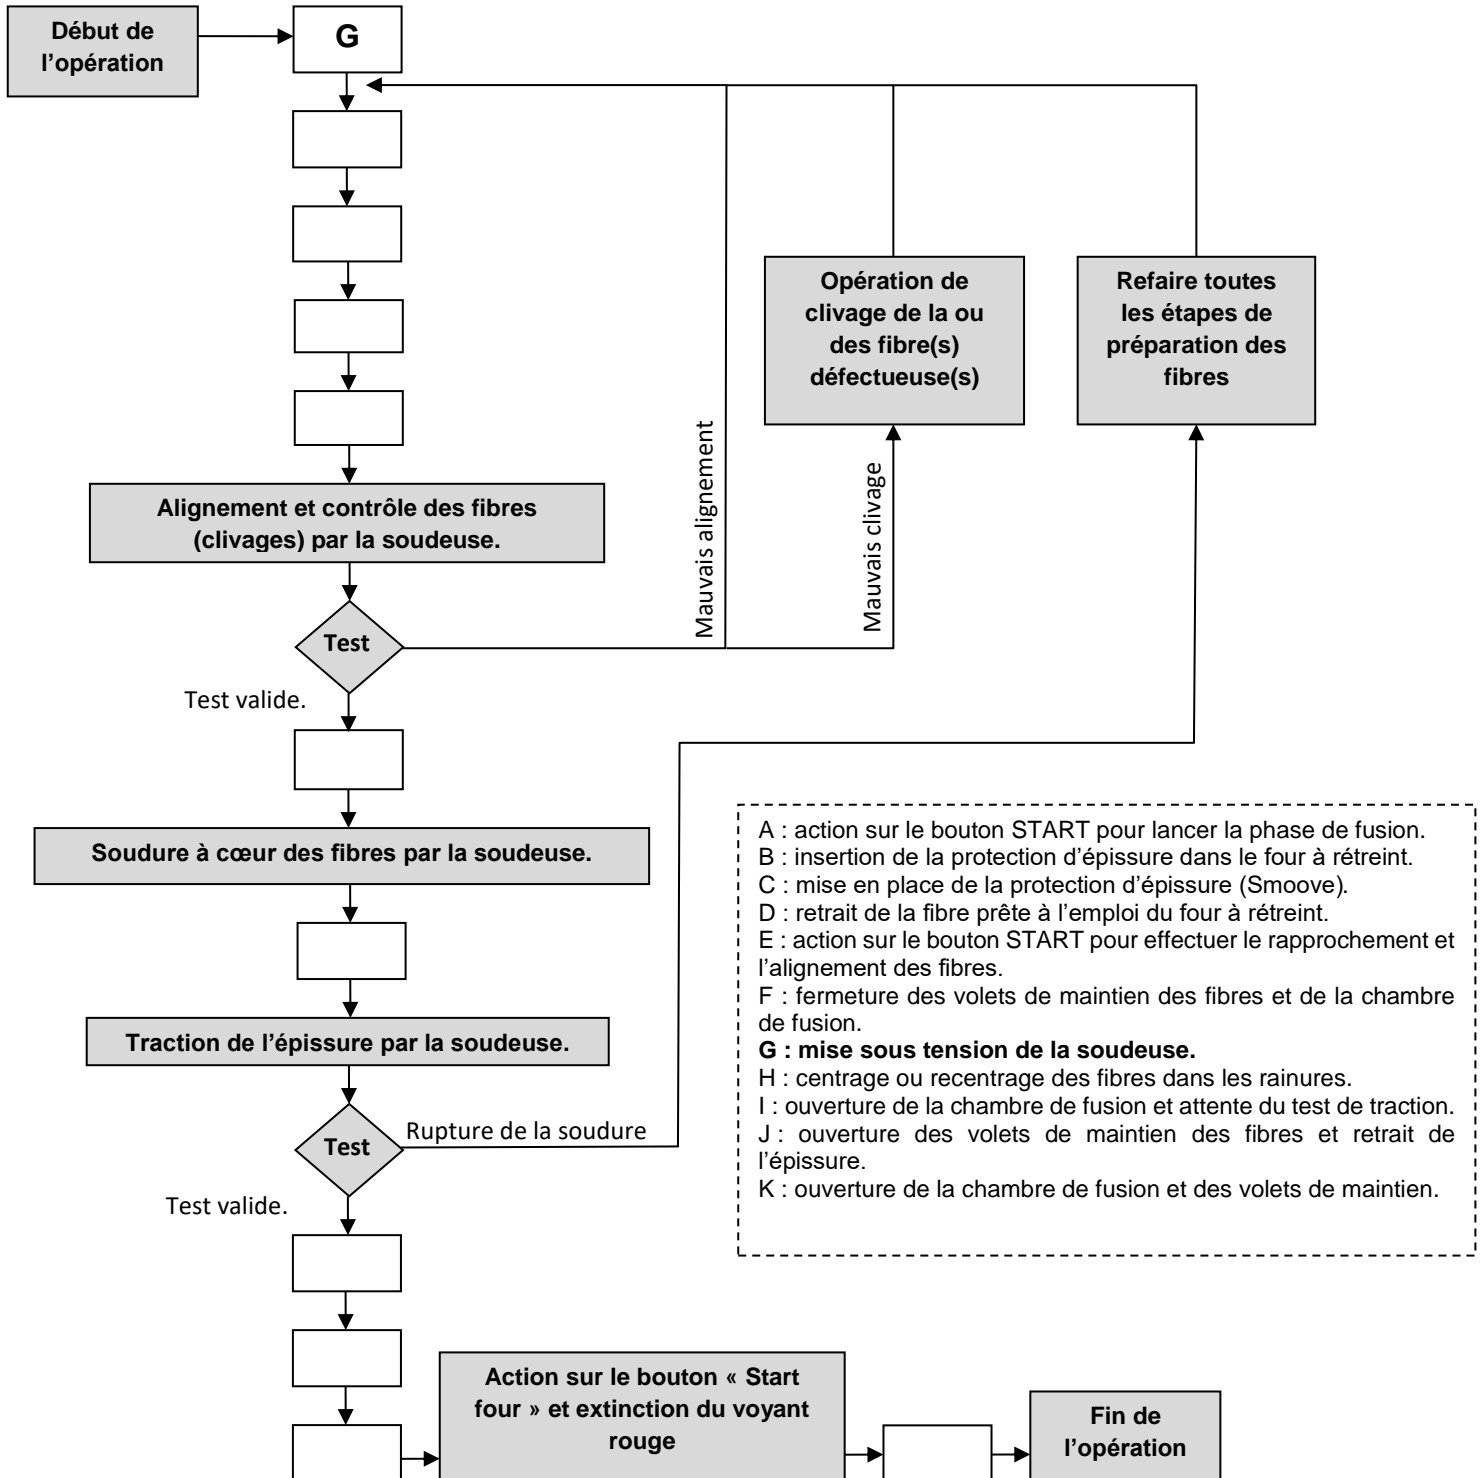 Début de
l’opération
G
Opération de
clivage de la ou
des fibre(s)
défectueuse(s)
Refaire toutes
les étapes de
préparation des
fibres
Mauvais alignement
Mauvais clivage
Alignement et contrôle des fibres
(clivages) par la soudeuse.
Test
Test valide.
Soudure à cœur des fibres par la soudeuse.
Traction de l’épissure par la soudeuse.
Test
Rupture de la soudure
Test valide.
A : action sur le bouton START pour lancer la phase de fusion.
B : insertion de la protection d’épissure dans le four à rétreint.
C : mise en place de la protection d’épissure (Smoove).
D : retrait de la fibre prête à l’emploi du four à rétreint.
E : action sur le bouton START pour effectuer le rapprochement et
l’alignement des fibres.
F : fermeture des volets de maintien des fibres et de la chambre
de fusion.
G : mise sous tension de la soudeuse.
H : centrage ou recentrage des fibres dans les rainures.
I : ouverture de la chambre de fusion et attente du test de traction.
J : ouverture des volets de maintien des fibres et retrait de
l’épissure.
K : ouverture de la chambre de fusion et des volets de maintien.
Action sur le bouton « Start
four » et extinction du voyant
rouge
Fin de
l’opération